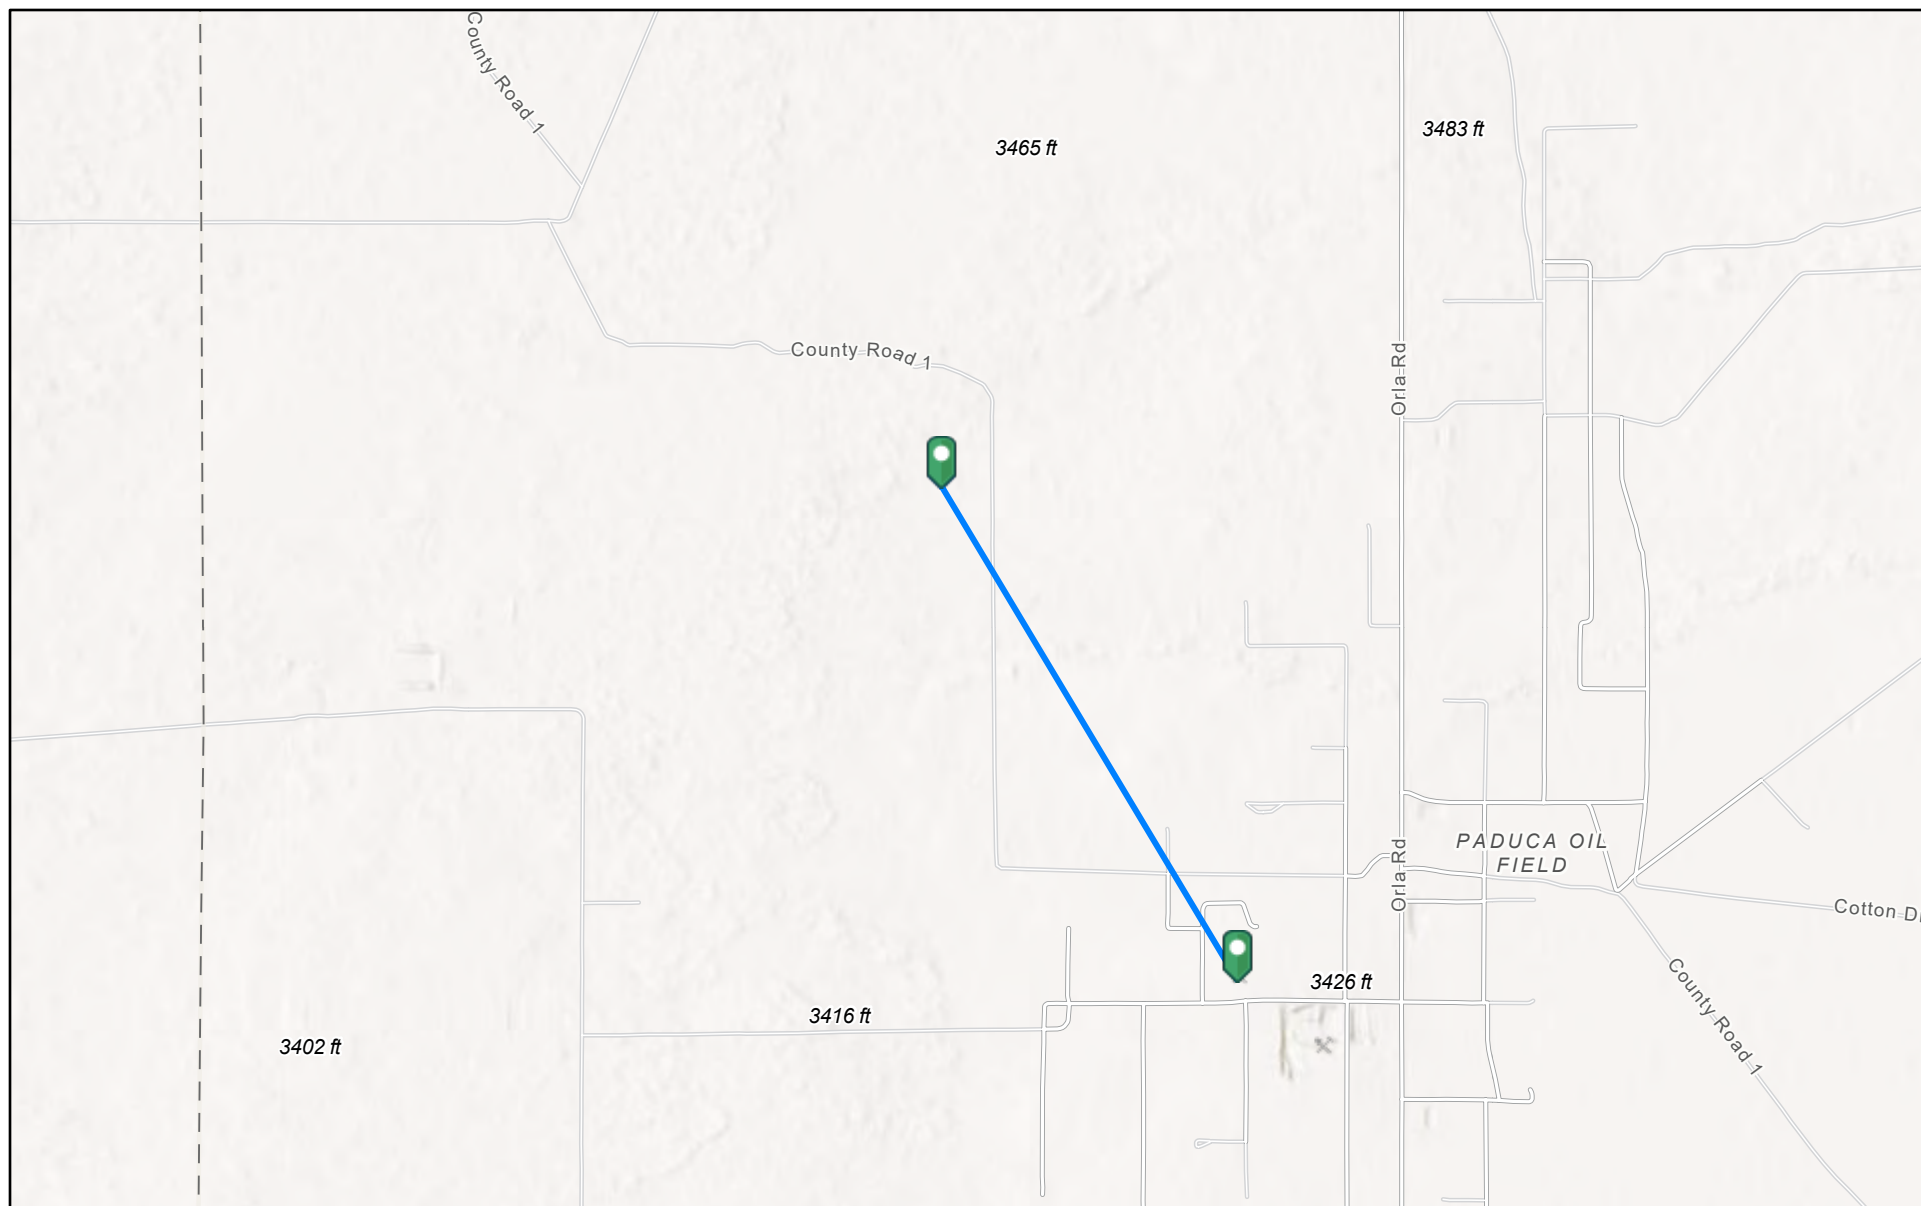 County Road 1
3483 ft
3465 ft
County Road 1
Orla Rd
PADUCA OIL
FIELD
Orla Rd
Cotton Dr
3426 ft
County Road 1
3416 ft
3402 ft